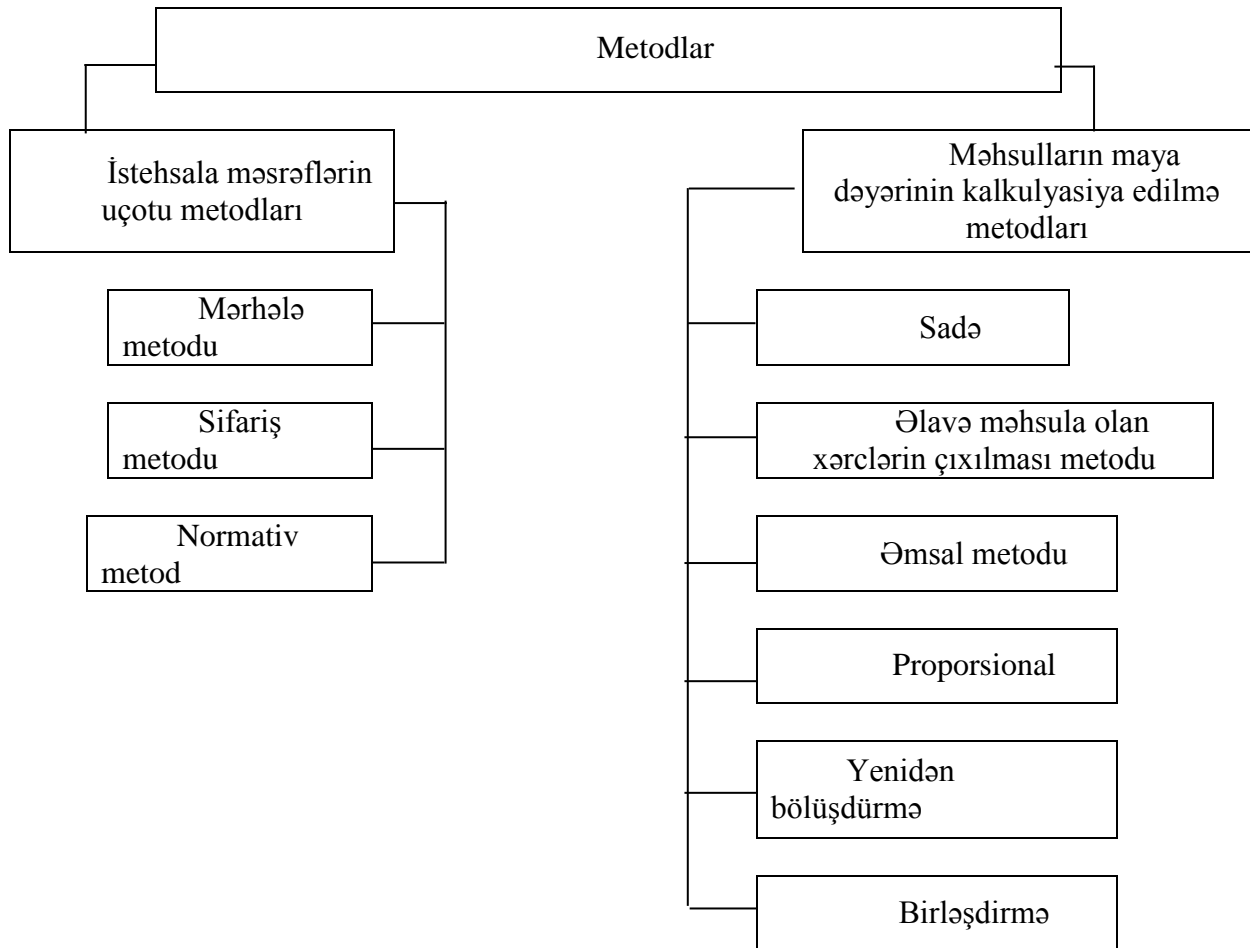 Metodlar
İstehsala məsrəflərin
uçotu metodları
Mərhələ
metodu
Sifariş
metodu
Normativ
metod
Məhsulların maya
dəyərinin kalkulyasiya edilmə
metodları
Sadə
Əlavə məhsula olan
xərclərin çıxılması metodu
Əmsal metodu
Proporsional
Yenidən
bölüşdürmə
Birləşdirmə